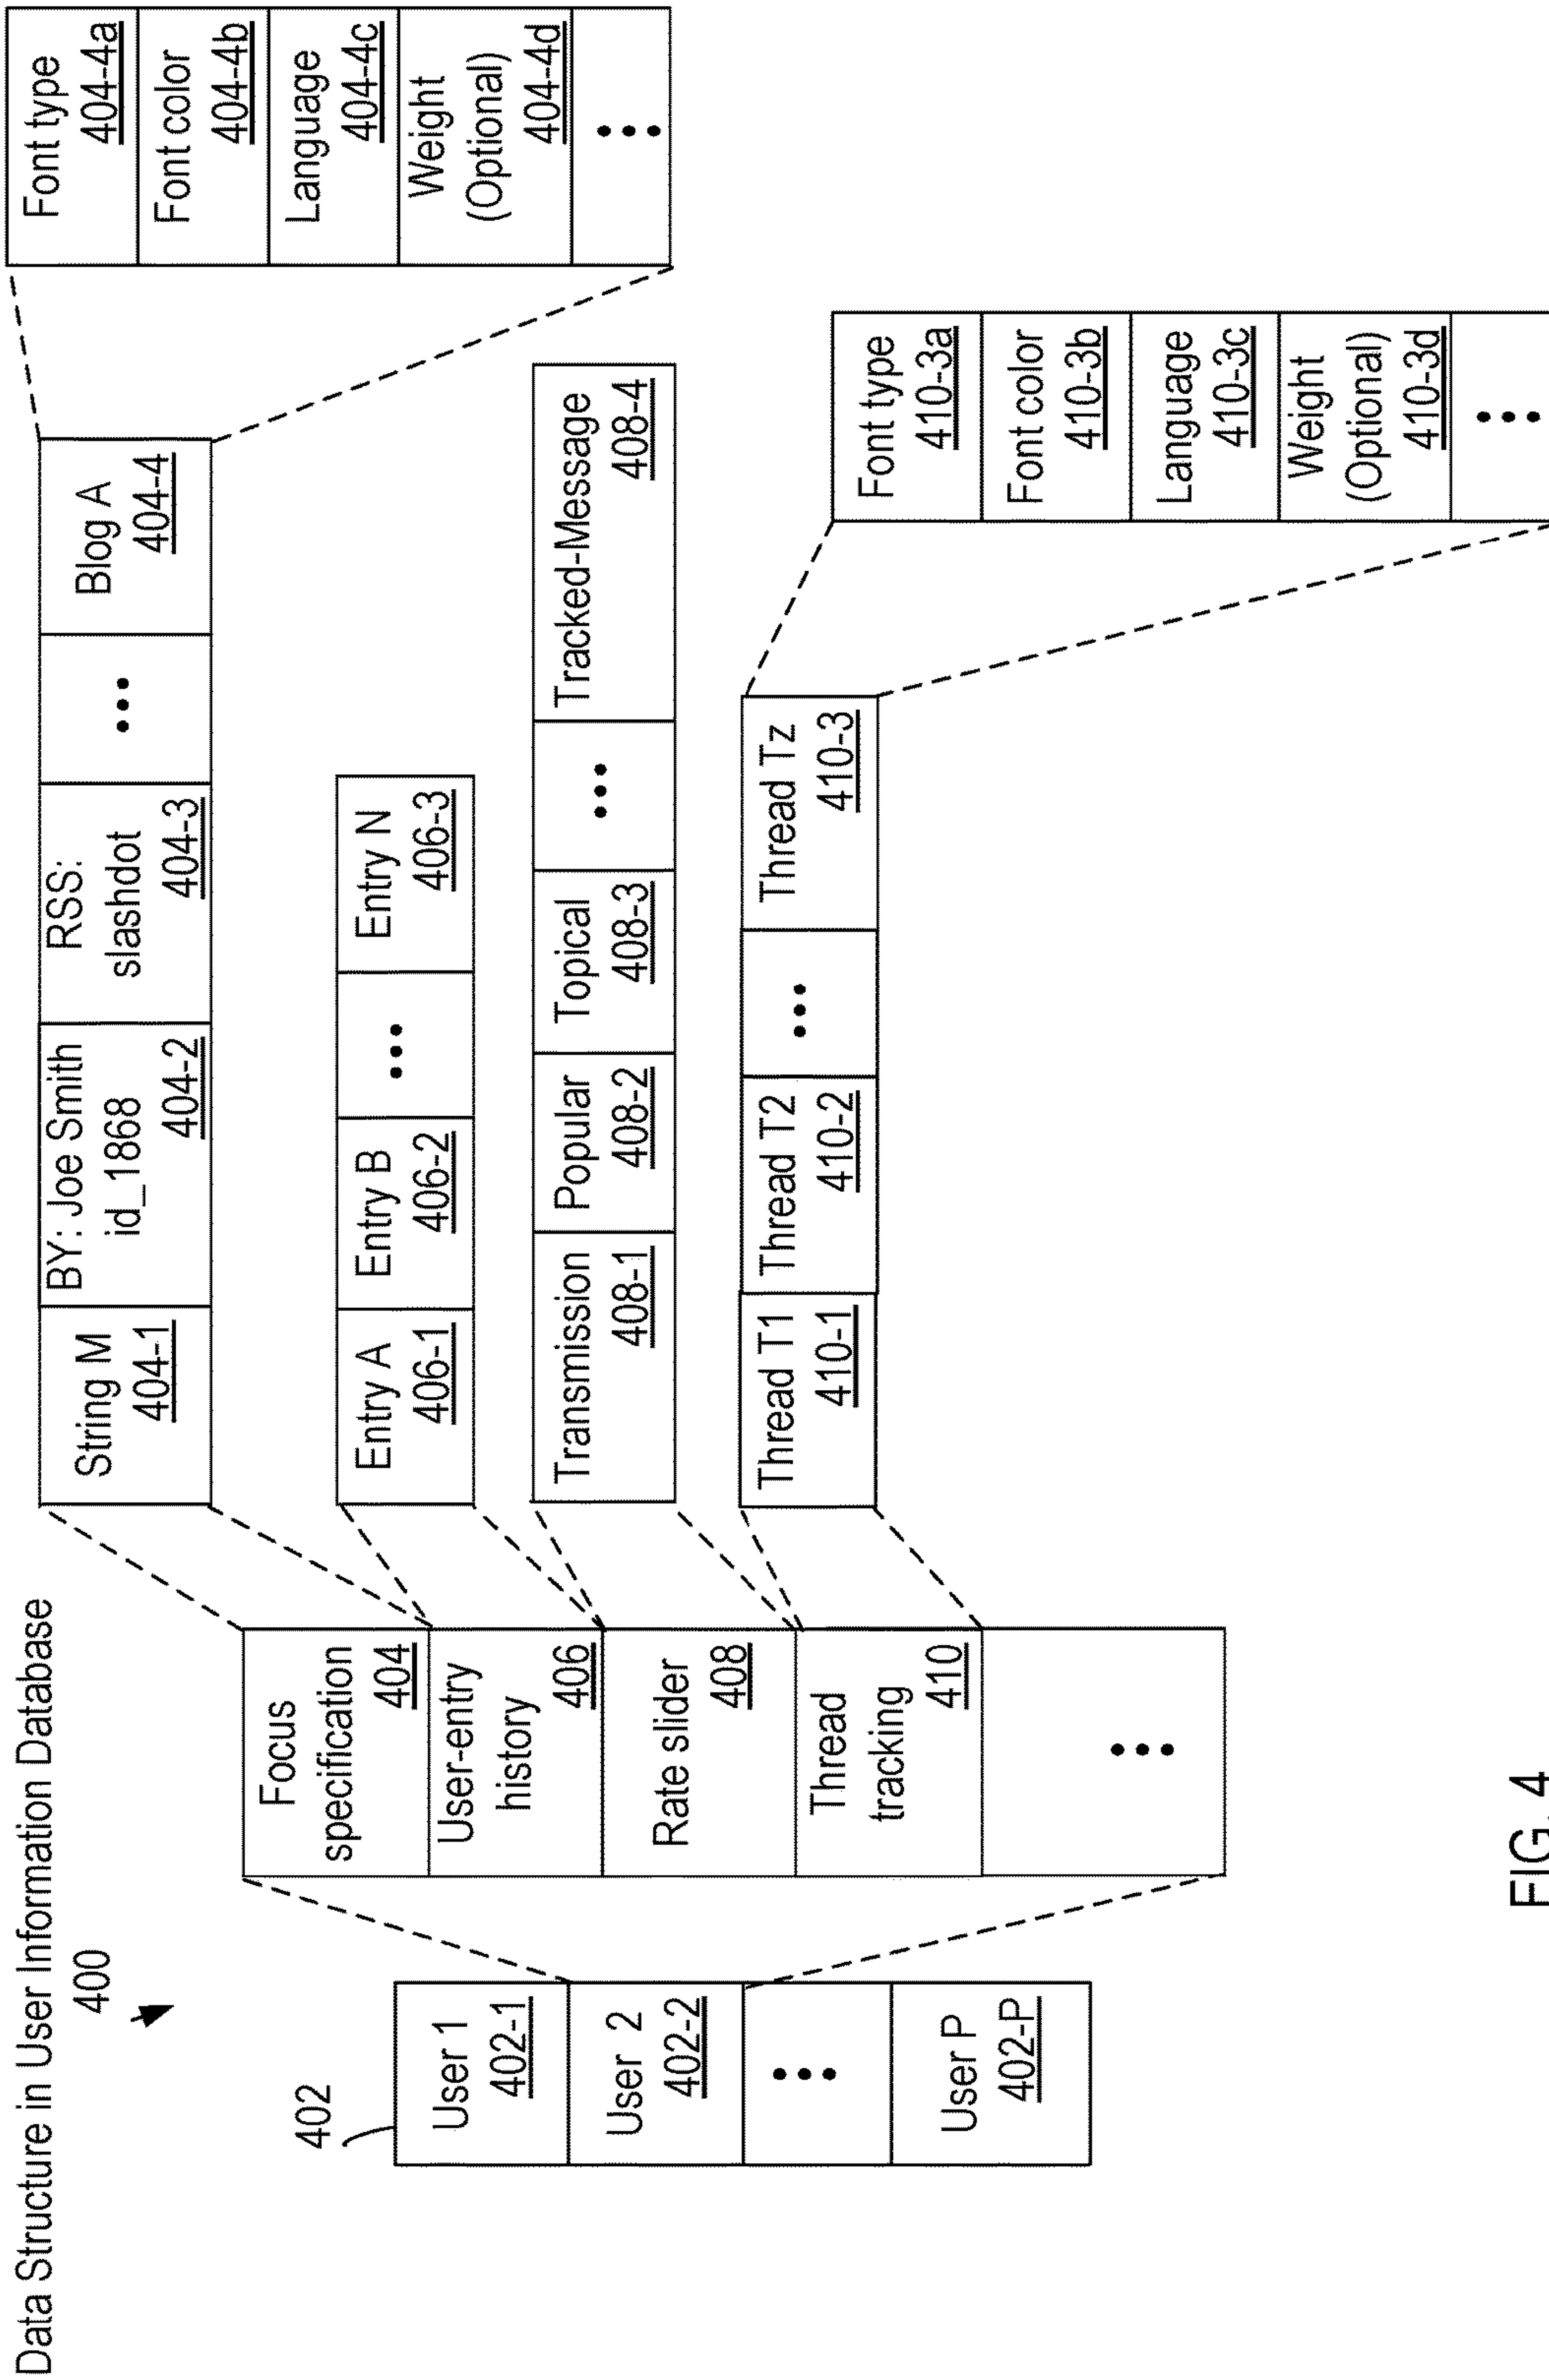 Data Structure in User Information Database
400
402
User 1
402-1
User 2
402-2
User P
402-P
Focus
specification
404
User-entry
history
406
Rate slider
408
Thread
tracking
410
String M
404-1
BY: Joe Smith
id_1868
404-2
RSS:
slashdot
404-3
Blog A
404-4
Font type
404-4a
Font color
404-4b
Language
404-4c
Weight
(Optional)
404-4d
Entry A
406-1
Entry B
406-2
Entry N
406-3
Transmission
408-1
Popular
408-2
Topical
408-3
Tracked-Message
408-4
Thread T1
410-1
Thread T2
410-2
Thread Tz
410-3
Font type
410-3a
Font color
410-3b
Language
410-3c
Weight
(Optional)
410-3d
FIG. 4